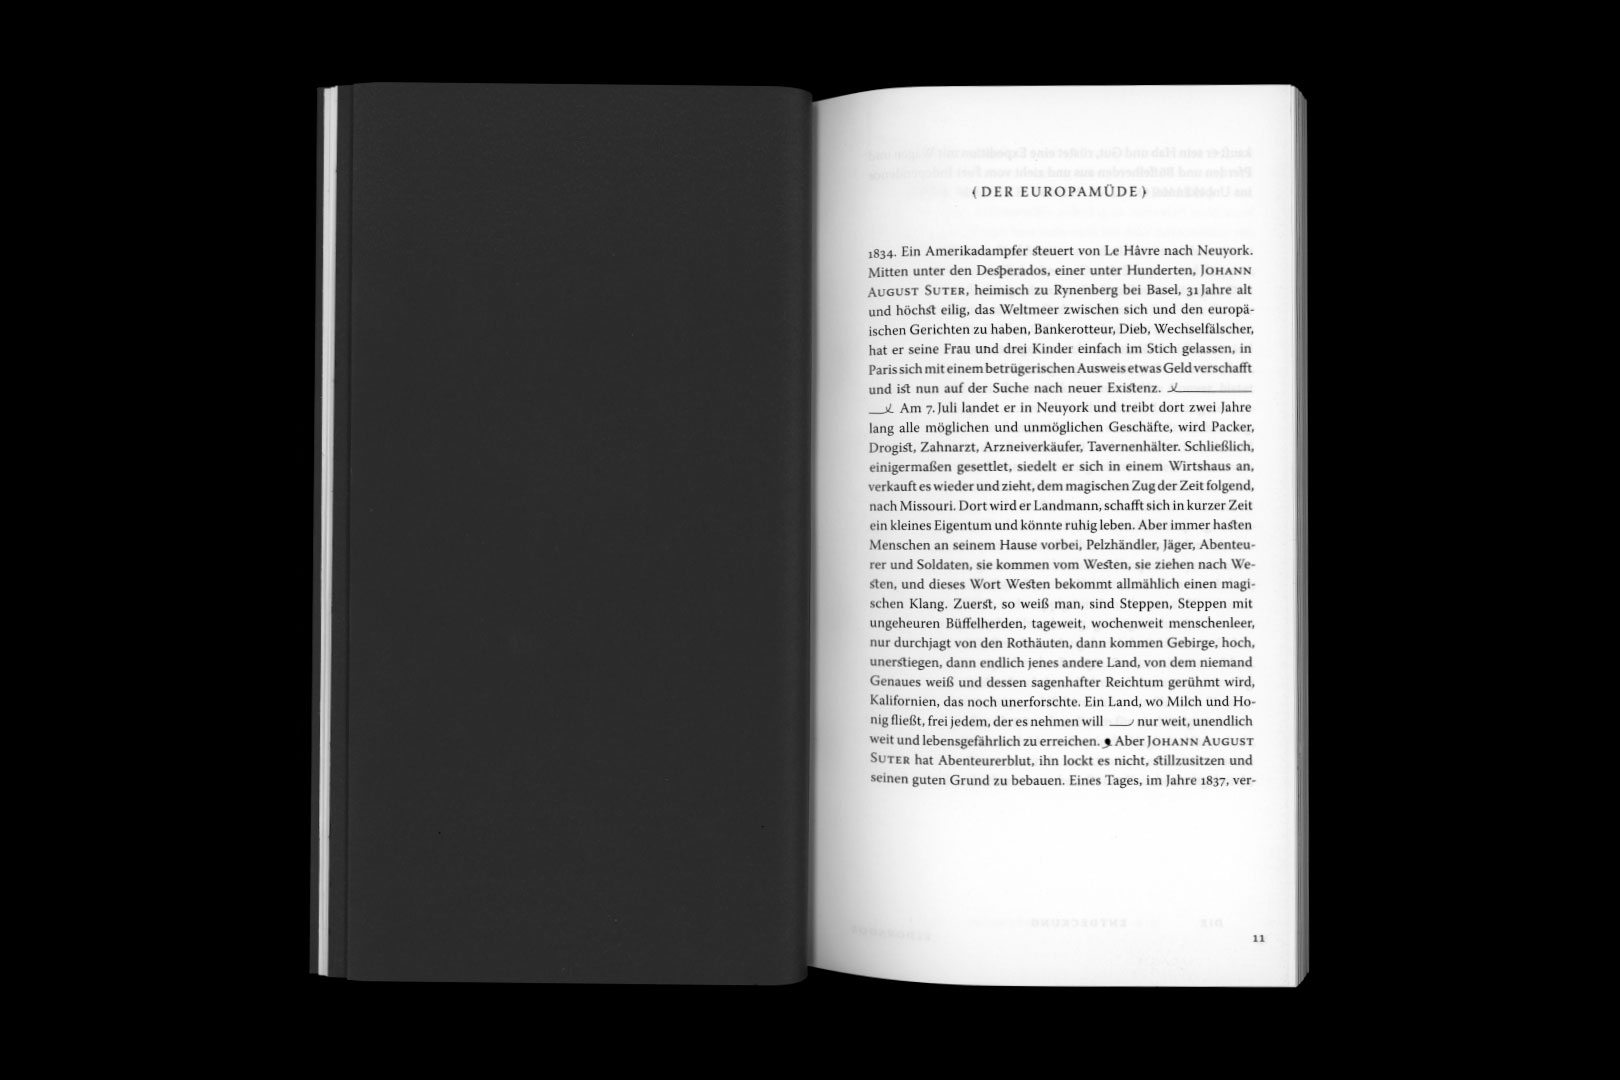 (DER EUROPAMÜDE)
1834. Ein Amerikadampfer steuert von Le Hâvre nach Neuyork.
Mitten unter den Desperados, einer unter Hunderten, JOHANN
AUGUST SUTER, heimisch zu Rynenberg bei Basel, 31 Jahre alt
und höchst eilig, das Weltmeer zwischen sich und den europä-
ischen Gerichten zu haben, Bankerotteur, Dieb, Wechselfälscher,
hat er seine Frau und drei Kinder einfach im Stich gelassen, in
Paris sich mit einem betrügerischen Ausweis etwas Geld verschafft
und ist nun auf der Suche nach neuer Existenz.
Am 7. Juli landet er in Neuyork und treibt dort zwei Jahre
lang alle möglichen und unmöglichen Geschäfte, wird Packer,
Drogist, Zahnarzt, Arzneiverkäufer, Tavernenhälter. Schließlich,
einigermaßen gesettlet, siedelt er sich in einem Wirtshaus an,
verkauft es wieder und zieht, dem magischen Zug der Zeit folgend,
nach Missouri. Dort wird er Landmann, schafft sich in kurzer Zeit
ein kleines Eigentum und könnte ruhig leben. Aber immer hasten
Menschen an seinem Hause vorbei, Pelzhändler, Jäger, Abenteu-
rer und Soldaten, sie kommen vom Westen, sie ziehen nach We-
sten, und dieses Wort Westen bekommt allmählich einen magi-
schen Klang. Zuerst, so weiß man, sind Steppen, Steppen mit
ungeheuren Büffelherden, tageweit, wochenweit menschenleer,
nur durchjagt von den Rothäuten, dann kommen Gebirge, hoch,
unerstiegen, dann endlich jenes andere Land, von dem niemand
Genaues weiß und dessen sagenhafter Reichtum gerühmt wird,
Kalifornien, das noch unerforschte. Ein Land, wo Milch und Ho-
nig fließt, frei jedem, der es nehmen will nur weit, unendlich
weit und lebensgefährlich zu erreichen. Aber JOHANN AUGUST
SUTER hat Abenteurerblut, ihn lockt es nicht, stillzusitzen und
seinen guten Grund zu bebauen. Eines Tages, im Jahre 1837, ver-
11